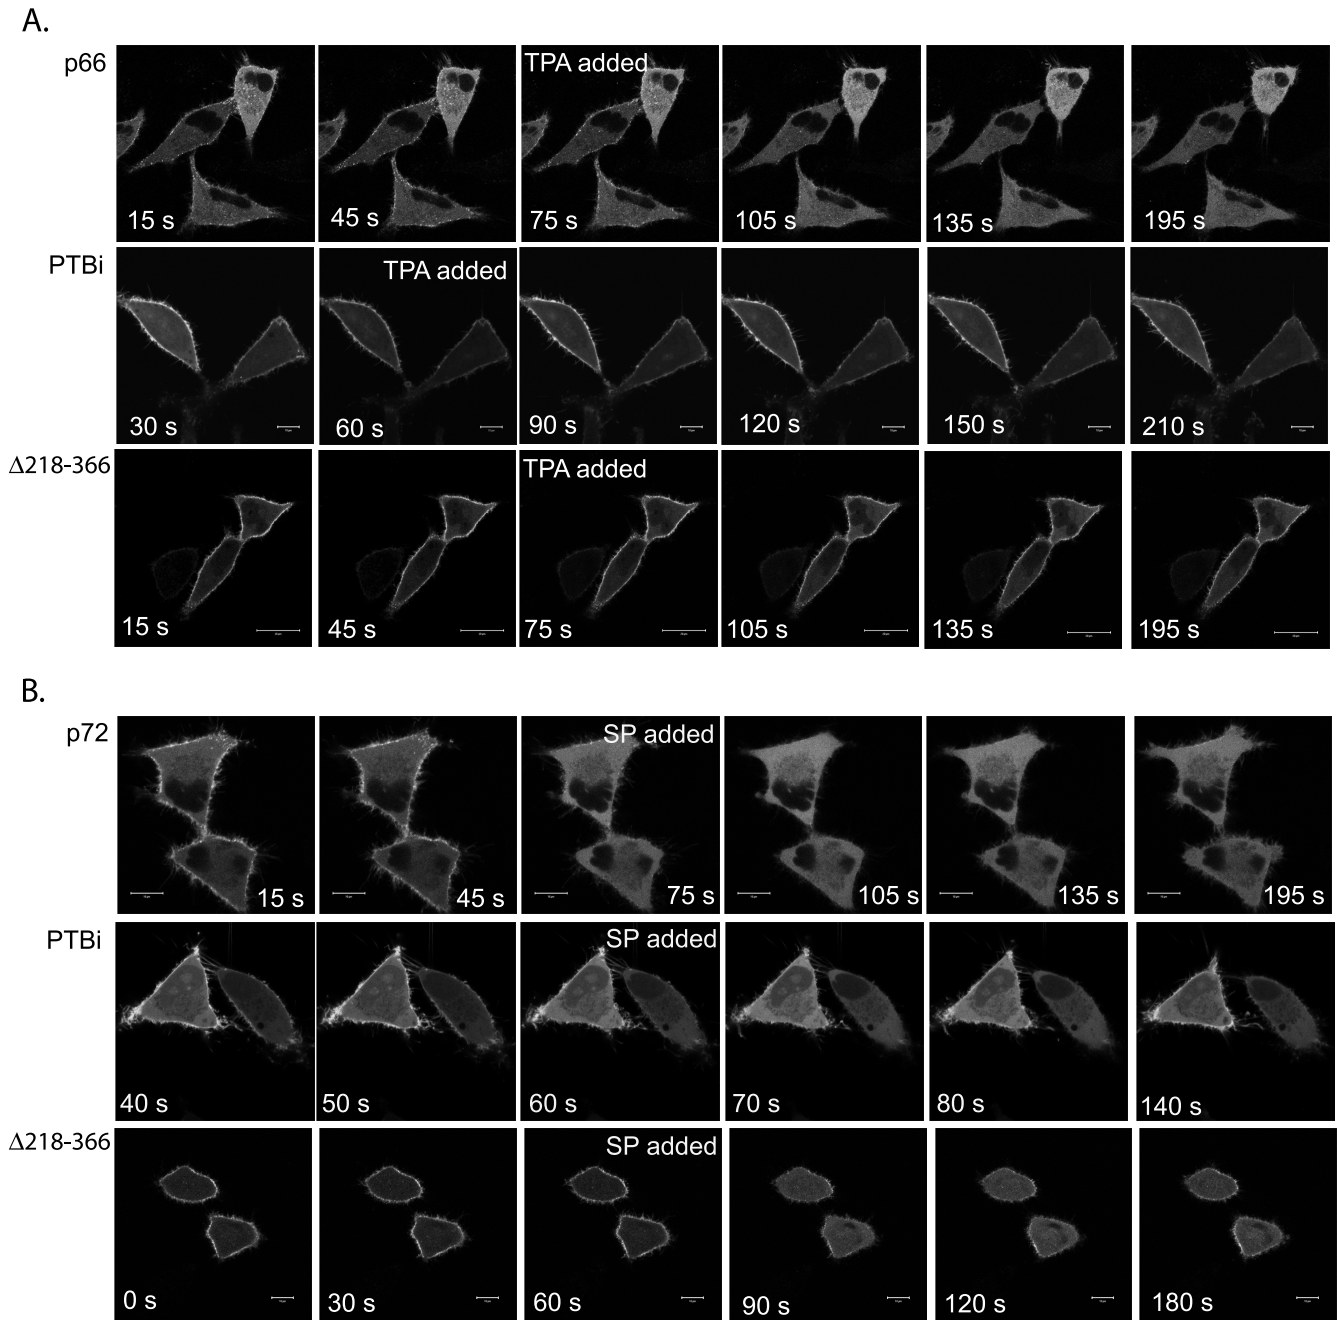 A.
p66
TPA added
15 s
45 s
75 s
105 s
135 s
195 s
PTBi
TPA added
30 s
60 s
90 s
120 s
150 s
210 s
Δ218-366
TPA added
15 s
45 s
75 s
105 s
135 s
195 s
B.
p72
SP added
15 s
45 s
75 s
105 s
135 s
195 s
PTBi
SP added
40 s
50 s
60 s
70 s
80 s
140 s
Δ218-366
SP added
0 s
30 s
60 s
90 s
120 s
180 s